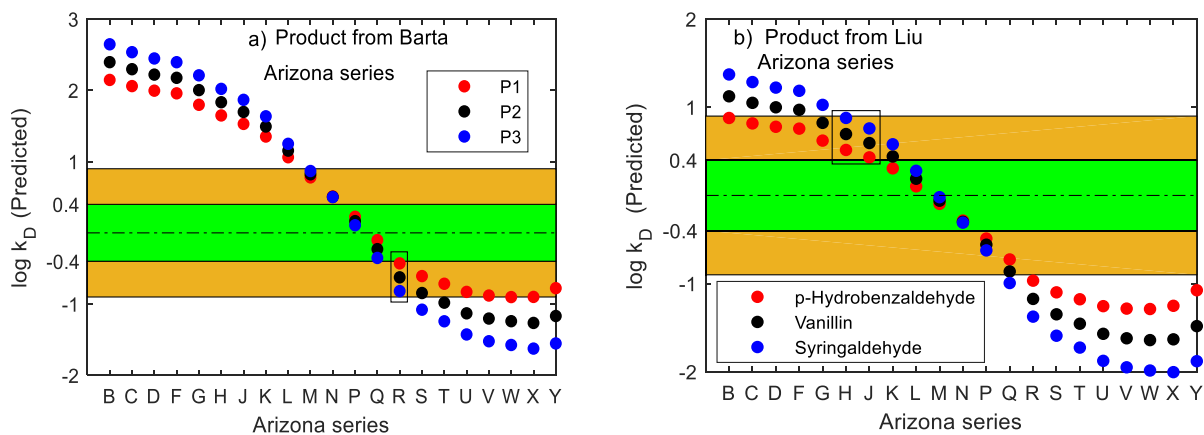 a) Product from Barta
Arizona series
P1
P2
P3
3
2
1
0.4
-0.4
-1
-2
log k_D (Predicted)
B C D F G H J K L M N P Q R S T U V W X Y
Arizona series
b) Product from Liu
Arizona series
2
1
0.4
-0.4
-1
-2
log k_D (Predicted)
p-Hydrobenzaldehyde
Vanillin
Syringaldehyde
B C D F G H J K L M N P Q R S T U V W X Y
Arizona series